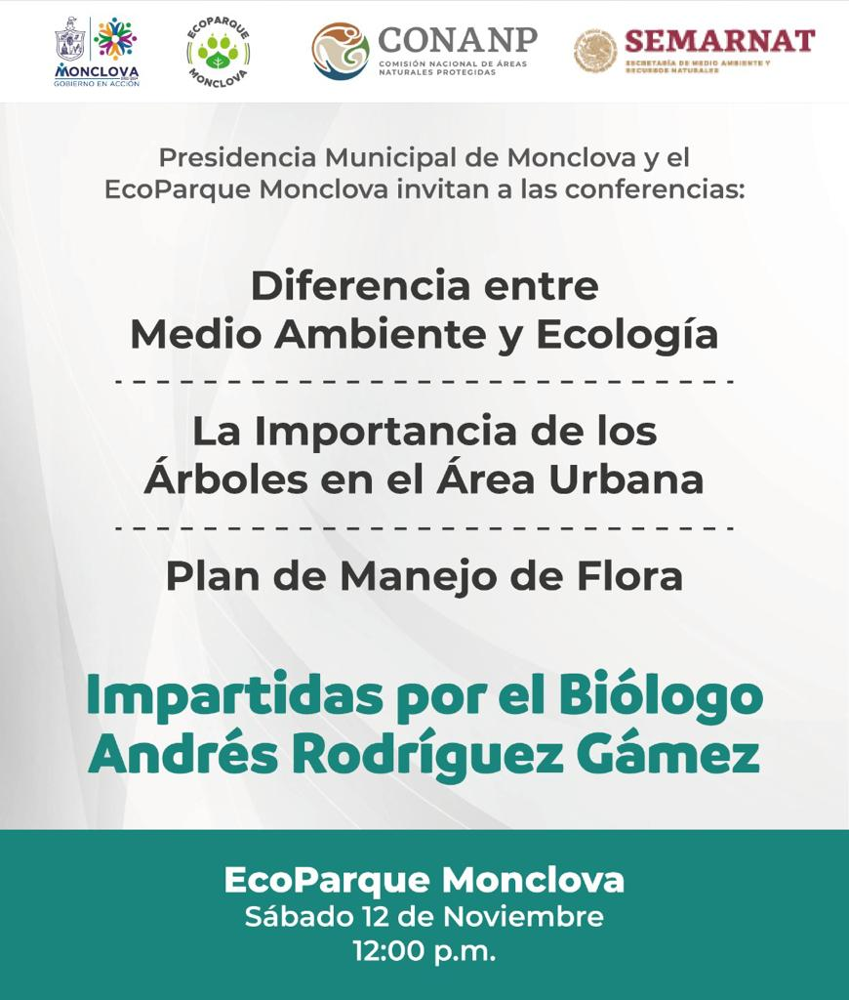 MONCLOVA
GOBIERNO EN ACCIÓN
ECOPARQUE
MONCLOVA
CONANP
COMISIÓN NACIONAL DE ÁREAS
NATURALES PROTEGIDAS
SEMARNAT
SECRETARÍA DE MEDIO AMBIENTE Y
RECURSOS NATURALES
Presidencia Municipal de Monclova y el
EcoParque Monclova invitan a las conferencias:
Diferencia entre
Medio Ambiente y Ecología
La Importancia de los
Árboles en el Área Urbana
Plan de Manejo de Flora
Impartidas por el Biólogo
Andrés Rodríguez Gámez
EcoParque Monclova
Sábado 12 de Noviembre
12:00 p.m.